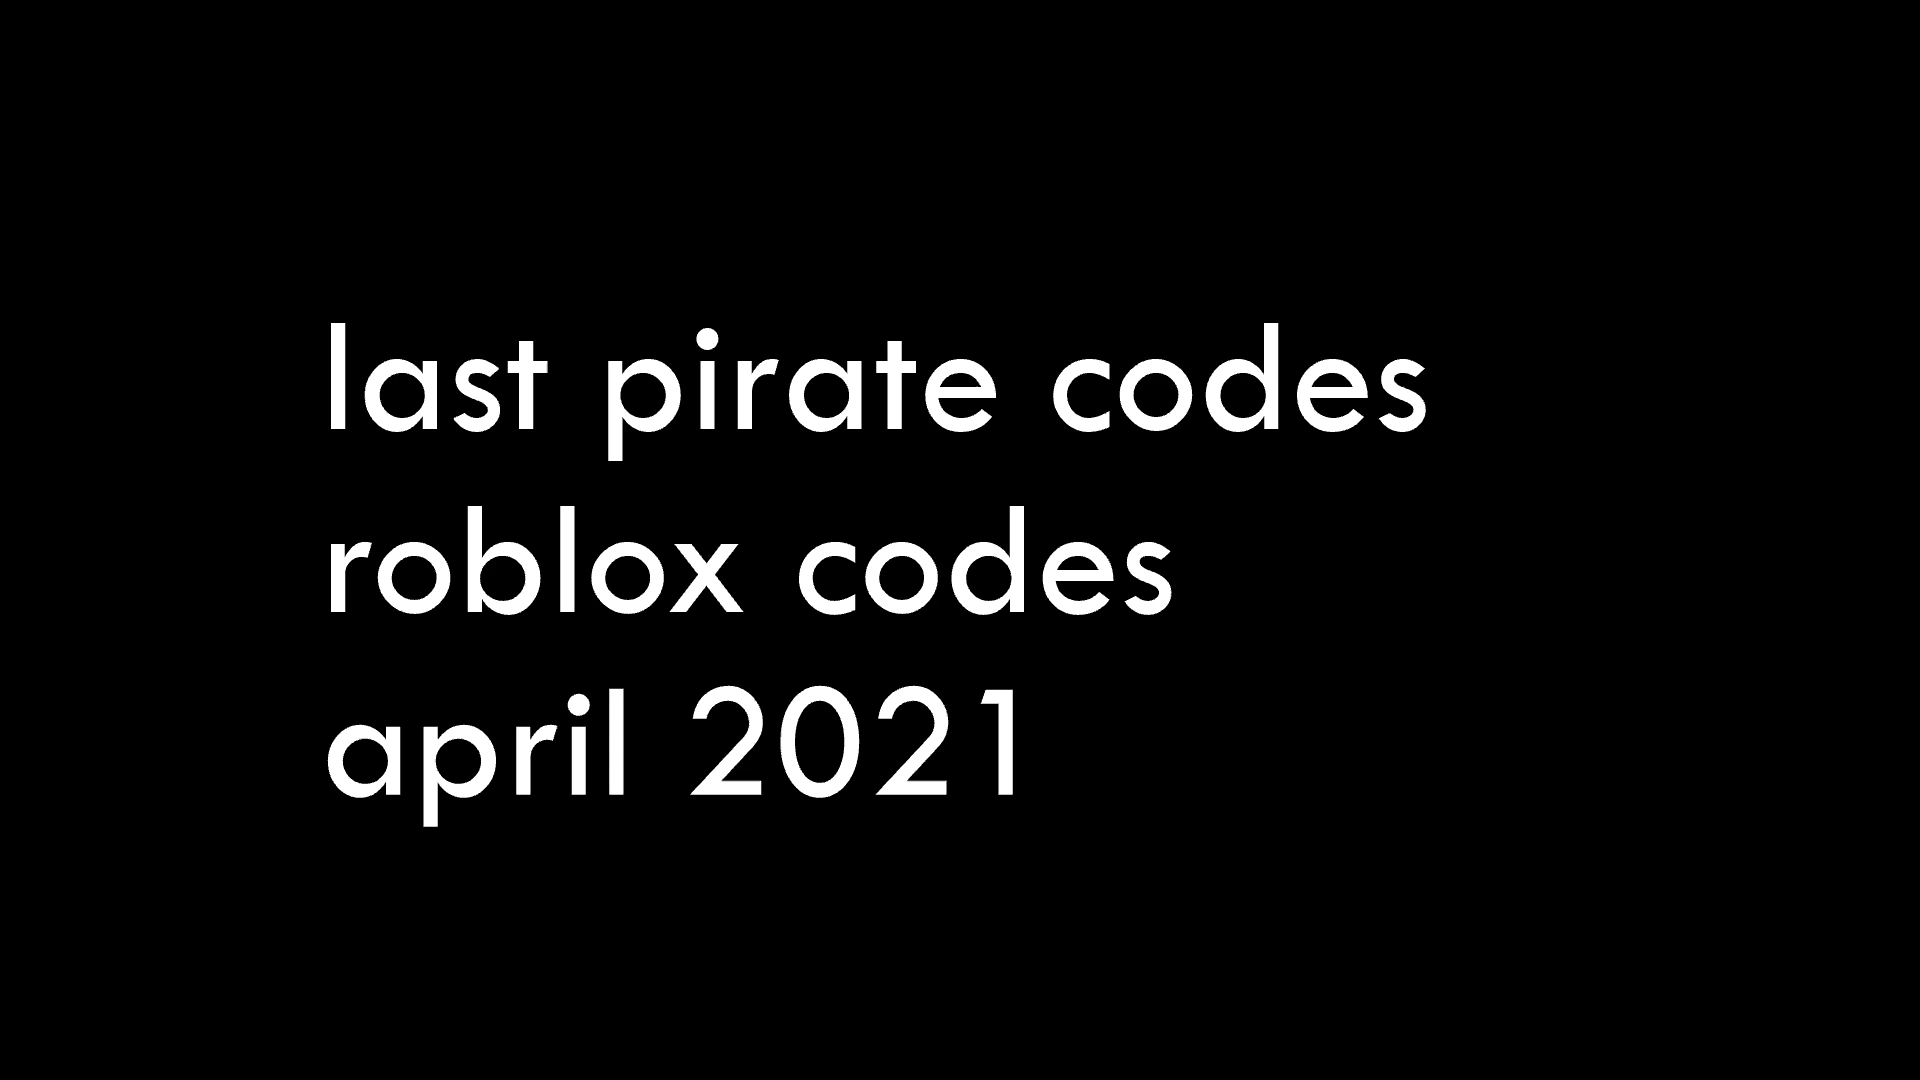 last pirate codes
roblox codes
april 2021